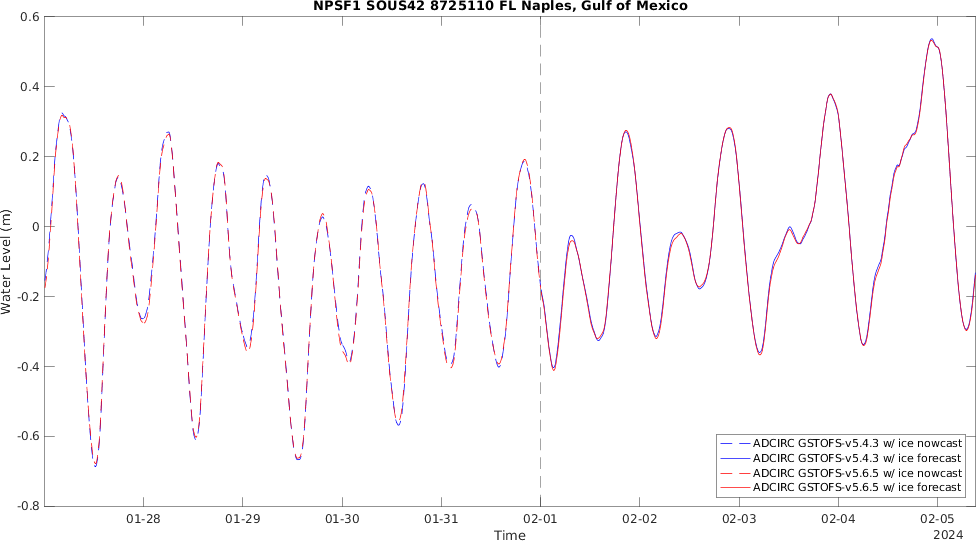 NPSF1 SOUS42 8725110 FL Naples, Gulf of Mexico
0.6
0.4
0.2
0
-0.2
-0.4
-0.6
-0.8
Water Level (m)
01-28
01-29
01-30
01-31
02-01
02-02
02-03
02-04
02-05
Time
2024
ADCIRC GSTOFS-v5.4.3 w/ ice nowcast
ADCIRC GSTOFS-v5.4.3 w/ ice forecast
ADCIRC GSTOFS-v5.6.5 w/ ice nowcast
ADCIRC GSTOFS-v5.6.5 w/ ice forecast